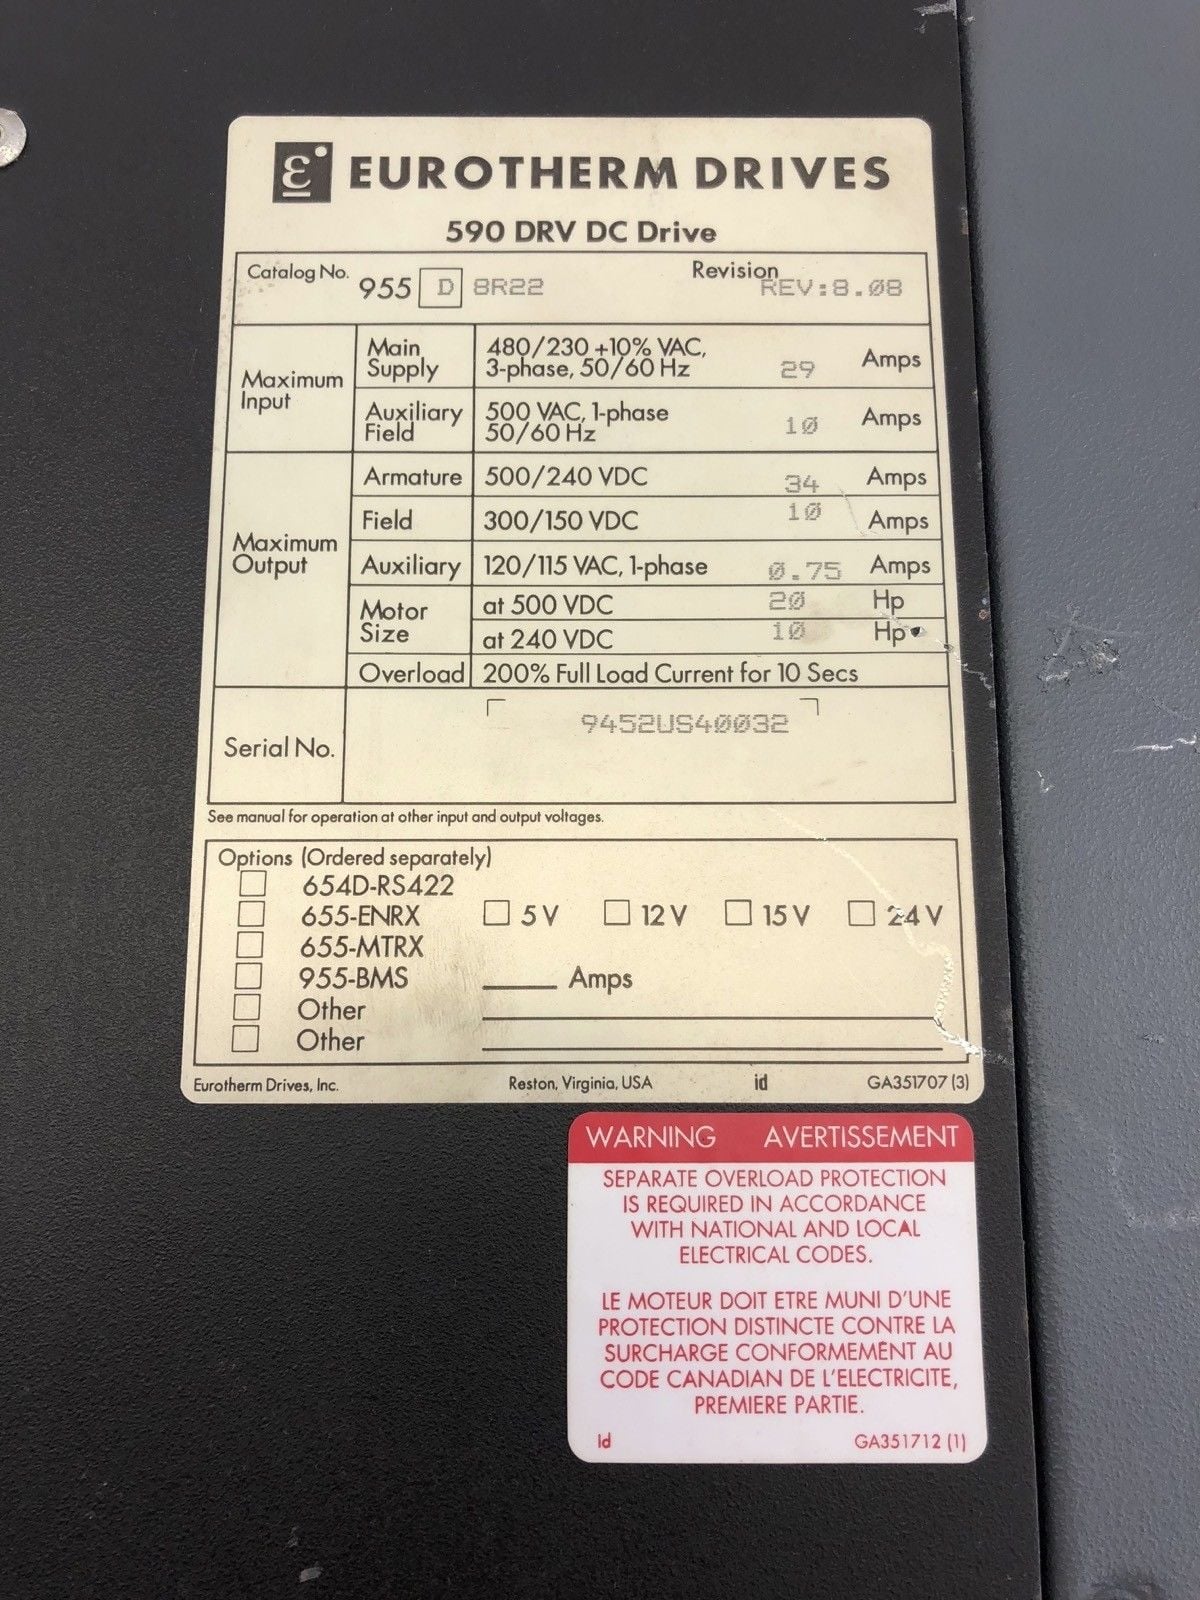 ε EUROTHERM DRIVES
590 DRV DC Drive
Catalog No. 955 D 8R22 Revision REV:8.08
Maximum Input
Main Supply 480/230 +10% VAC, 3-phase, 50/60 Hz 29 Amps
Auxiliary Field 500 VAC, 1-phase 50/60 Hz 10 Amps
Maximum Output
Armature 500/240 VDC 34 Amps
Field 300/150 VDC 10 Amps
Auxiliary 120/115 VAC, 1-phase 0.75 Amps
Motor Size
at 500 VDC 20 Hp
at 240 VDC 10 Hp
Overload 200% Full Load Current for 10 Secs
Serial No. 9452US40032
See manual for operation at other input and output voltages.
Options (Ordered separately)
654D-RS422
655-ENRX 5 V 12 V 15 V 24 V
655-MTRX
955-BMS Amps
Other
Other
Eurotherm Drives, Inc. Reston, Virginia, USA id GA351707 (3)
WARNING AVERTISSEMENT
SEPARATE OVERLOAD PROTECTION
IS REQUIRED IN ACCORDANCE
WITH NATIONAL AND LOCAL
ELECTRICAL CODES.
LE MOTEUR DOIT ETRE MUNI D'UNE
PROTECTION DISTINCTE CONTRE LA
SURCHARGE CONFORMEMENT AU
CODE CANADIAN DE L'ELECTRICITE,
PREMIERE PARTIE.
id GA351712 (1)